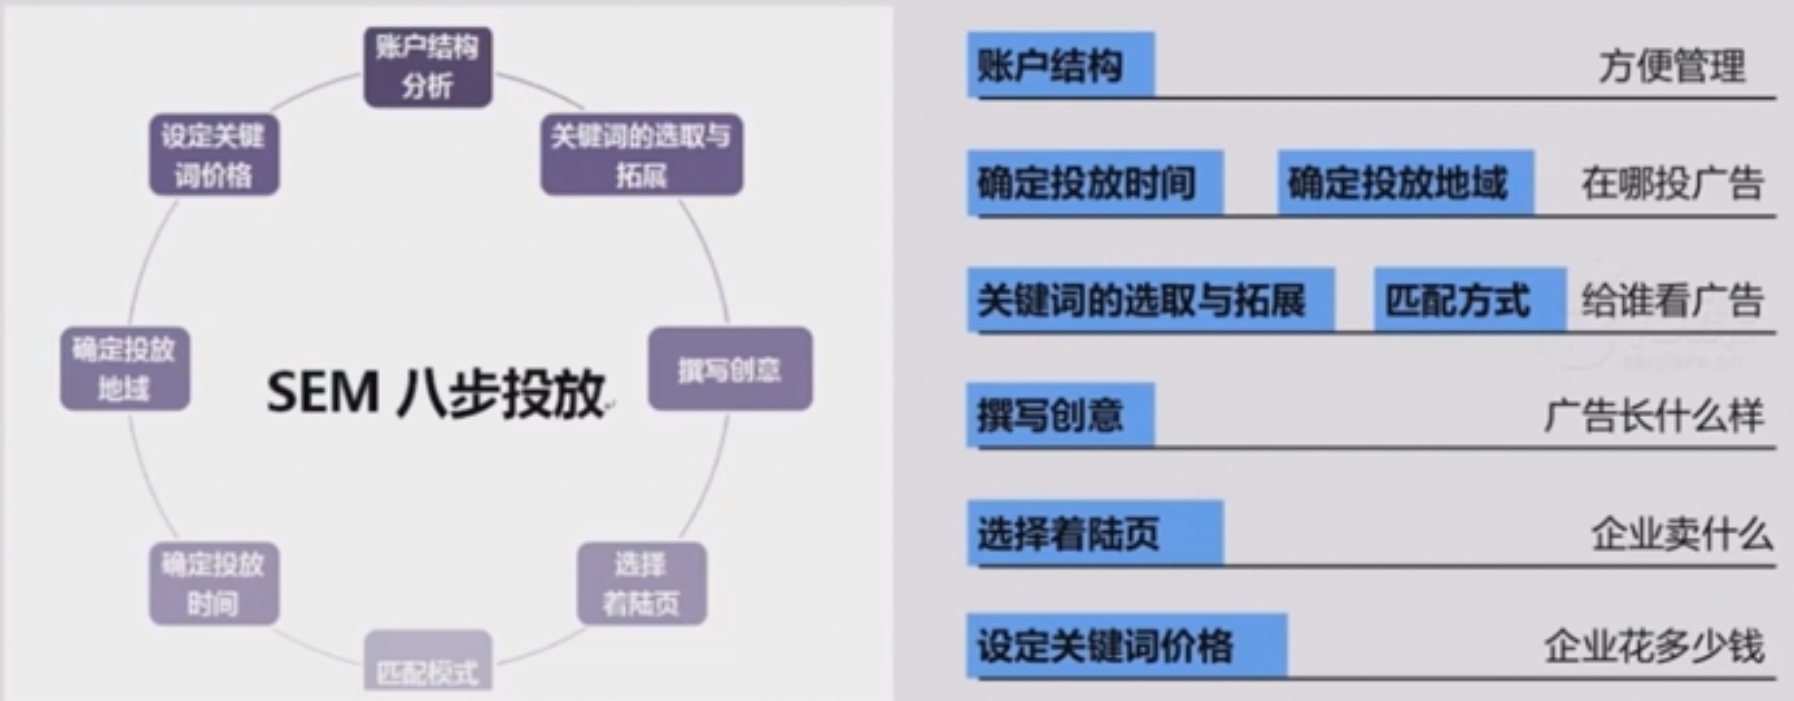 账户结构
分析
设定关键
词价格
关键词的选取与
拓展
确定投放
地域
SEM 八步投放
撰写创意
确定投放
时间
选择
着陆页
匹配模式
账户结构 方便管理
确定投放时间 确定投放地域 在哪投广告
关键词的选取与拓展 匹配方式 给谁看广告
撰写创意 广告长什么样
选择着陆页 企业卖什么
设定关键词价格 企业花多少钱